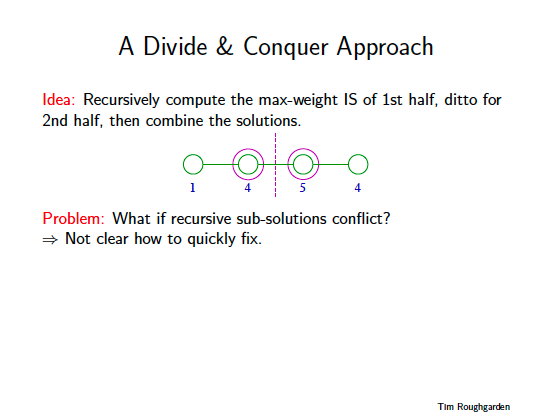 A Divide & Conquer Approach
Idea: Recursively compute the max-weight IS of 1st half, ditto for
2nd half, then combine the solutions.
1 4 5 4
Problem: What if recursive sub-solutions conflict?
⇒ Not clear how to quickly fix.
Tim Roughgarden